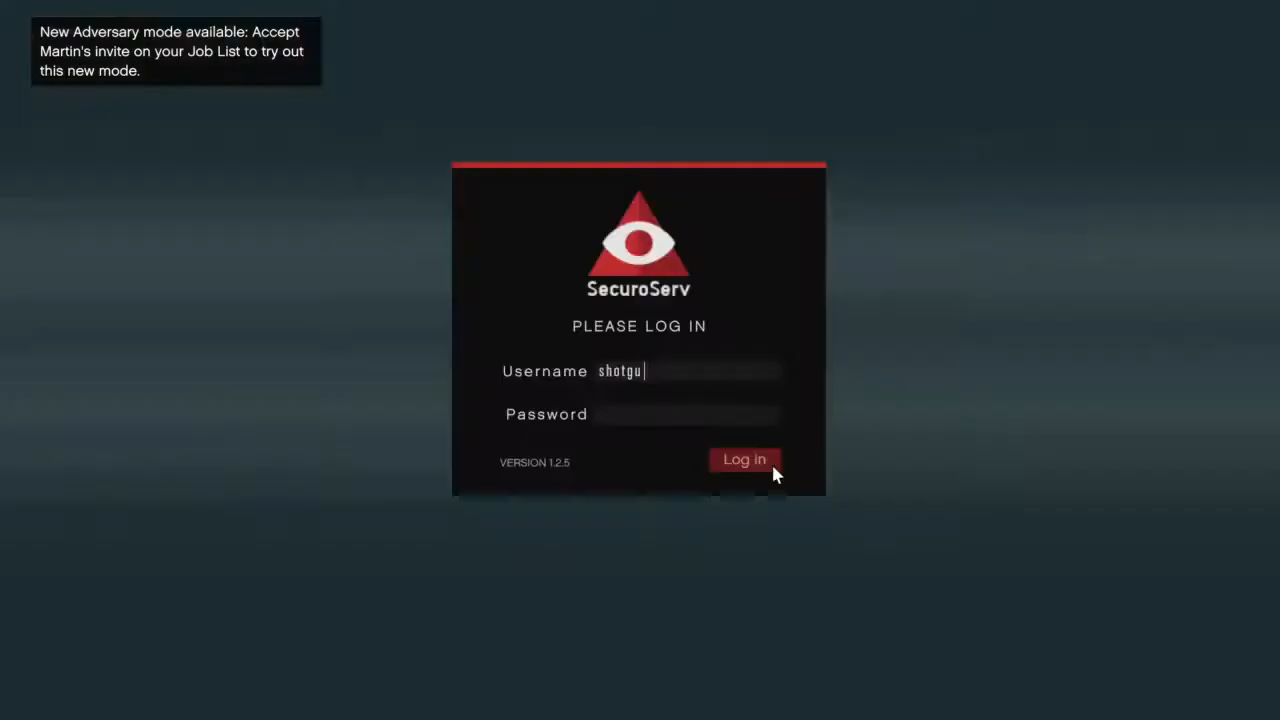 New Adversary mode available: Accept
Martin's invite on your Job List to try out
this new mode.
SecuroServ
PLEASE LOG IN
Username shotgu
Password
VERSION 1.2.5
Log in